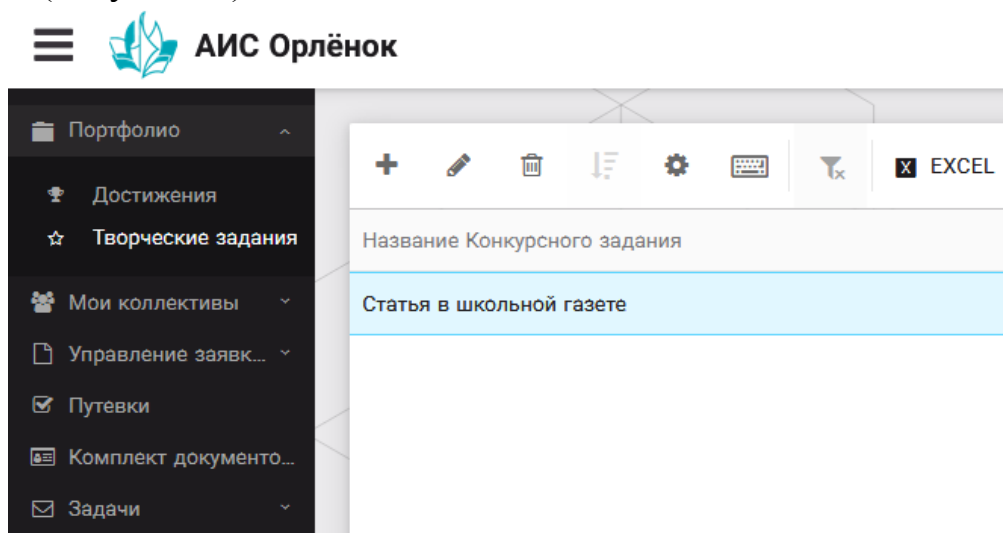 АИС Орлёнок
Портфолио
Достижения
Творческие задания
Мои коллективы
Управление заявк...
Путевки
Комплект документо...
Задачи
X EXCEL
Название Конкурсного задания
Статья в школьной газете